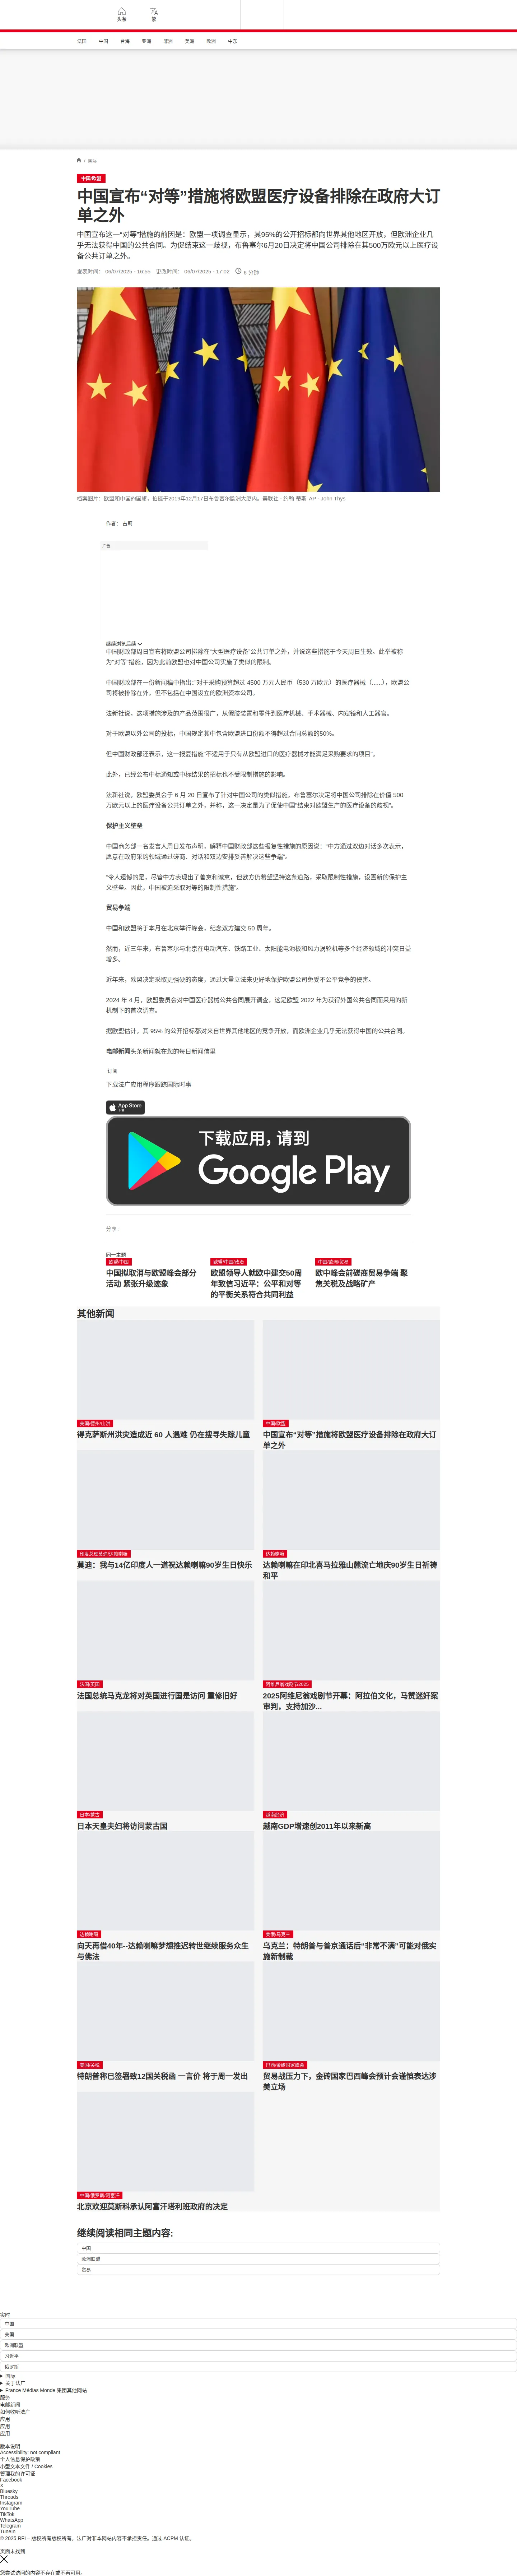 头条
繁
法国
中国
台海
亚洲
非洲
美洲
欧洲
中东
/ 国际
中国/欧盟
中国宣布“对等”措施将欧盟医疗设备排除在政府大订
单之外
中国宣布这一“对等”措施的前因是：欧盟一项调查显示，其95%的公开招标都向世界其他地区开放，但欧洲企业几
乎无法获得中国的公共合同。为促结束这一歧视，布鲁塞尔6月20日决定将中国公司排除在其500万欧元以上医疗设
备公共订单之外。
发表时间： 06/07/2025 - 16:55 更改时间： 06/07/2025 - 17:02 6 分钟
档案图片：欧盟和中国的国旗，拍摄于2019年12月17日布鲁塞尔欧洲大厦内。美联社 - 约翰·蒂斯 AP - John Thys
作者： 古莉
广告
继续浏览后续
中国财政部周日宣布将欧盟公司排除在“大型医疗设备”公共订单之外，并说这些措施于今天周日生效。此举被称
为“对等”措施，因为此前欧盟也对中国公司实施了类似的限制。
中国财政部在一份新闻稿中指出：“对于采购预算超过 4500 万元人民币（530 万欧元）的医疗器械（......），欧盟公
司将被排除在外。但不包括在中国设立的欧洲资本公司。
法新社说，这项措施涉及的产品范围很广，从假肢装置和零件到医疗机械、手术器械、内窥镜和人工器官。
对于欧盟以外公司的投标，中国规定其中包含欧盟进口份额不得超过合同总额的50%。
但中国财政部还表示，这一报复措施“不适用于只有从欧盟进口的医疗器械才能满足采购要求的项目”。
此外，已经公布中标通知或中标结果的招标也不受限制措施的影响。
法新社说，欧盟委员会于 6 月 20 日宣布了针对中国公司的类似措施。布鲁塞尔决定将中国公司排除在价值 500
万欧元以上的医疗设备公共订单之外，并称，这一决定是为了促使中国“结束对欧盟生产的医疗设备的歧视”。
保护主义壁垒
中国商务部一名发言人周日发布声明，解释中国财政部这些报复性措施的原因说：“中方通过双边对话多次表示，
愿意在政府采购领域通过磋商、对话和双边安排妥善解决这些争端”。
“令人遗憾的是，尽管中方表现出了善意和诚意，但欧方仍希望坚持这条道路，采取限制性措施，设置新的保护主
义壁垒。因此，中国被迫采取对等的限制性措施”。
贸易争端
中国和欧盟将于本月在北京举行峰会，纪念双方建交 50 周年。
然而，近三年来，布鲁塞尔与北京在电动汽车、铁路工业、太阳能电池板和风力涡轮机等多个经济领域的冲突日益
增多。
近年来，欧盟决定采取更强硬的态度，通过大量立法来更好地保护欧盟公司免受不公平竞争的侵害。
2024 年 4 月，欧盟委员会对中国医疗器械公共合同展开调查，这是欧盟 2022 年为获得外国公共合同而采用的新
机制下的首次调查。
据欧盟估计，其 95% 的公开招标都对来自世界其他地区的竞争开放，而欧洲企业几乎无法获得中国的公共合同。
电邮新闻头条新闻就在您的每日新闻信里
订阅
下载法广应用程序跟踪国际时事
App Store
下载
下载应用，请到
Google Play
分享 :
同一主题
欧盟/中国
中国拟取消与欧盟峰会部分
活动 紧张升级迹象
欧盟/中国/政治
欧盟领导人就欧中建交50周
年致信习近平：公平和对等
的平衡关系符合共同利益
中国/欧洲/贸易
欧中峰会前磋商贸易争端 聚
焦关税及战略矿产
其他新闻
美国/德州/山洪
得克萨斯州洪灾造成近 60 人遇难 仍在搜寻失踪儿童
中国/欧盟
中国宣布“对等”措施将欧盟医疗设备排除在政府大订
单之外
印度总理莫迪/达赖喇嘛
莫迪：我与14亿印度人一道祝达赖喇嘛90岁生日快乐
达赖喇嘛
达赖喇嘛在印北喜马拉雅山麓流亡地庆90岁生日祈祷
和平
法国/英国
法国总统马克龙将对英国进行国是访问 重修旧好
阿维尼翁戏剧节2025
2025阿维尼翁戏剧节开幕：阿拉伯文化，马赞迷奸案
审判，支持加沙...
日本/蒙古
日本天皇夫妇将访问蒙古国
越南经济
越南GDP增速创2011年以来新高
达赖喇嘛
向天再借40年--达赖喇嘛梦想推迟转世继续服务众生
与佛法
美俄/乌克兰
乌克兰：特朗普与普京通话后“非常不满”可能对俄实
施新制裁
美国/关税
特朗普称已签署致12国关税函 一言价 将于周一发出
巴西/金砖国家峰会
贸易战压力下，金砖国家巴西峰会预计会谨慎表达涉
美立场
中国/俄罗斯/阿富汗
北京欢迎莫斯科承认阿富汗塔利班政府的决定
继续阅读相同主题内容:
中国
欧洲联盟
贸易
实时
中国
美国
欧洲联盟
习近平
俄罗斯
国际
关于法广
France Médias Monde 集团其他网站
服务
电邮新闻
如何收听法广
应用
应用
应用
版本说明
Accessibility: not compliant
个人信息保护政策
小型文本文件 / Cookies
管理我的许可证
Facebook
X
Bluesky
Threads
Instagram
YouTube
TikTok
WhatsApp
Telegram
TuneIn
© 2025 RFI – 版权所有版权所有。法广对非本网站内容不承担责任。通过 ACPM 认证。
页面未找到
您尝试访问的内容不存在或不再可用。